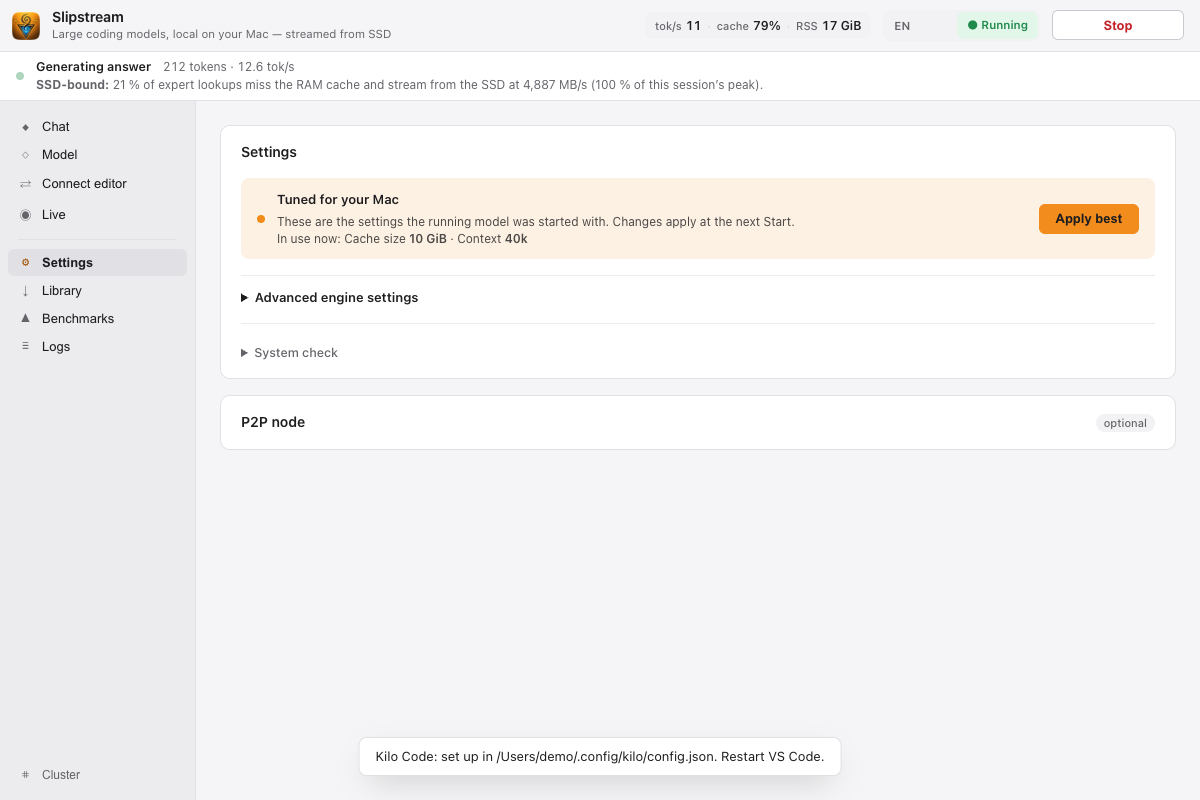 Slipstream
Large coding models, local on your Mac — streamed from SSD
tok/s 11 · cache 79% · RSS 17 GiB
EN
Running
Stop
Generating answer 212 tokens · 12.6 tok/s
SSD-bound: 21 % of expert lookups miss the RAM cache and stream from the SSD at 4,887 MB/s (100 % of this session's peak).
Chat
Model
Connect editor
Live
Settings
Library
Benchmarks
Logs
Cluster
Settings
Tuned for your Mac
These are the settings the running model was started with. Changes apply at the next Start.
In use now: Cache size 10 GiB · Context 40k
Apply best
Advanced engine settings
System check
P2P node
optional
Kilo Code: set up in /Users/demo/.config/kilo/config.json. Restart VS Code.